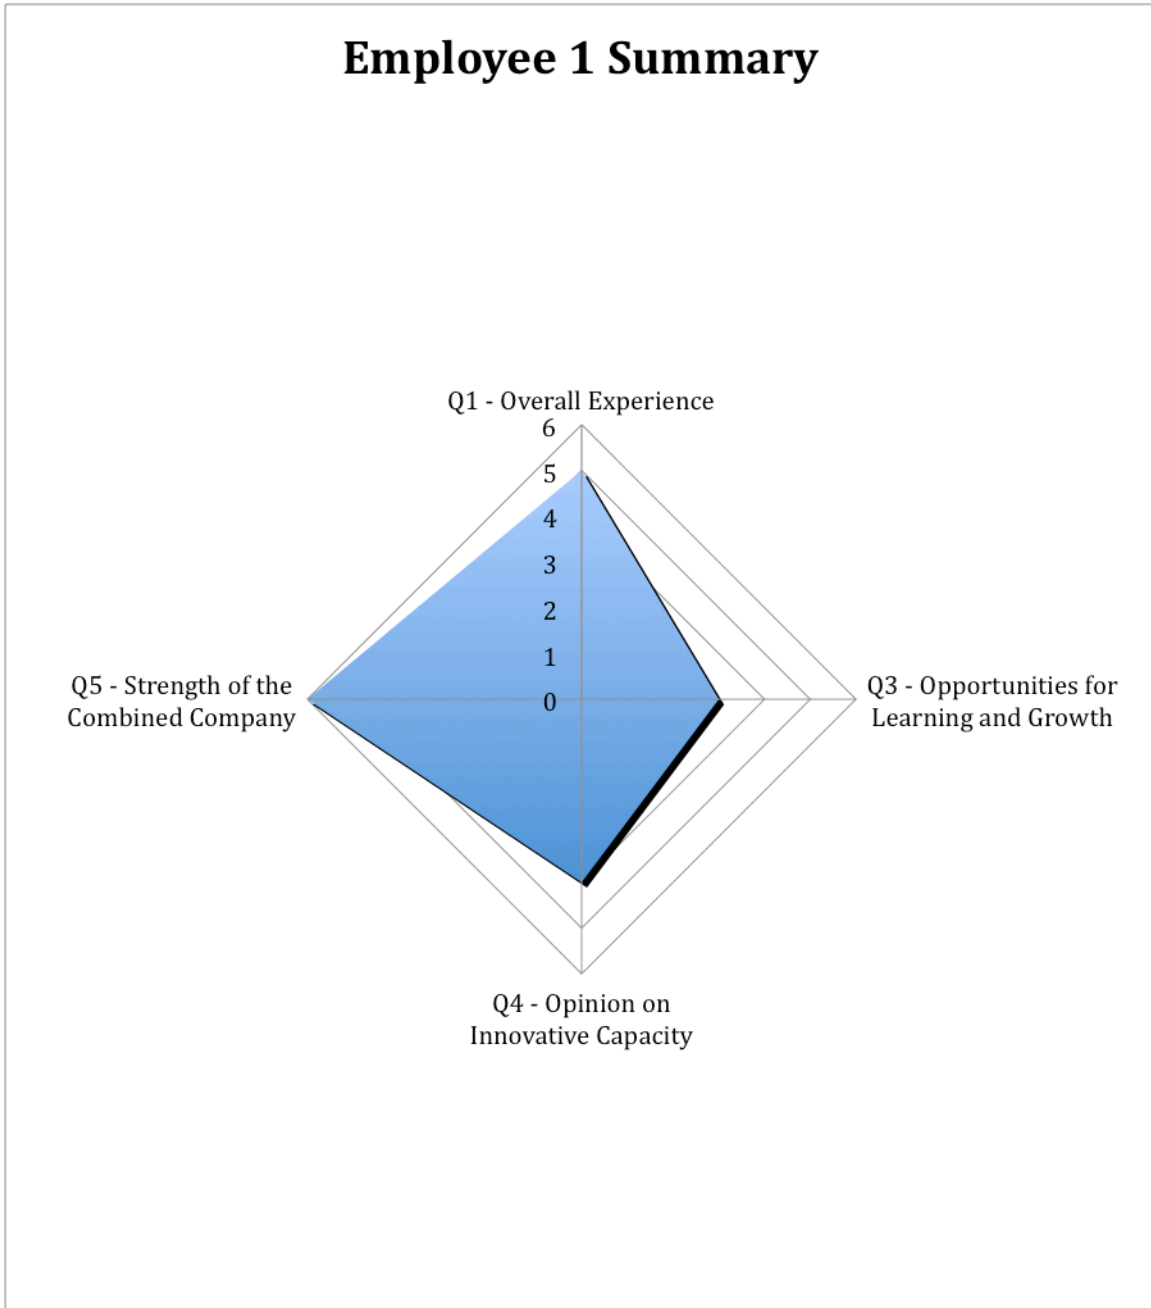 Employee 1 Summary
Q1 - Overall Experience
6
5
4
3
2
1
0
Q5 - Strength of the
Combined Company
Q3 - Opportunities for
Learning and Growth
Q4 - Opinion on
Innovative Capacity